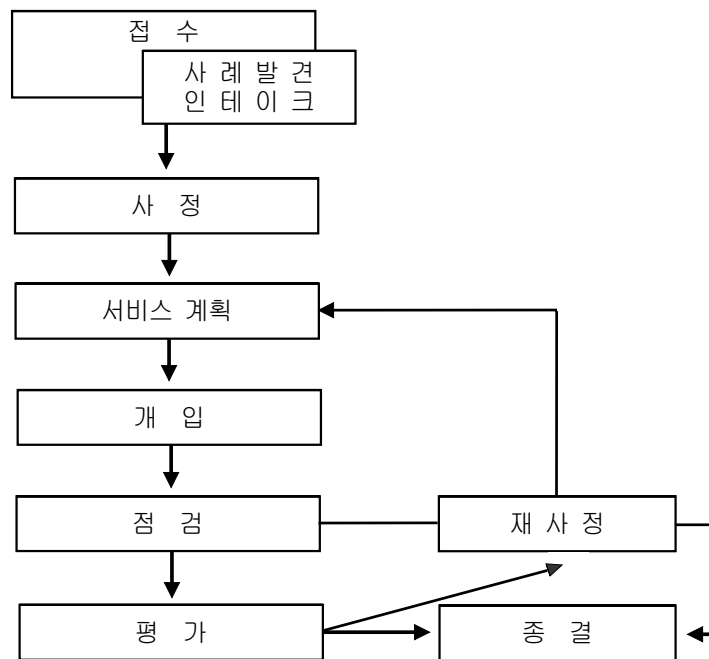 접 수
사 례 발 견
인 테 이 크
사 정
서비스 계획
개 입
점 검
재 사 정
평 가
종 결